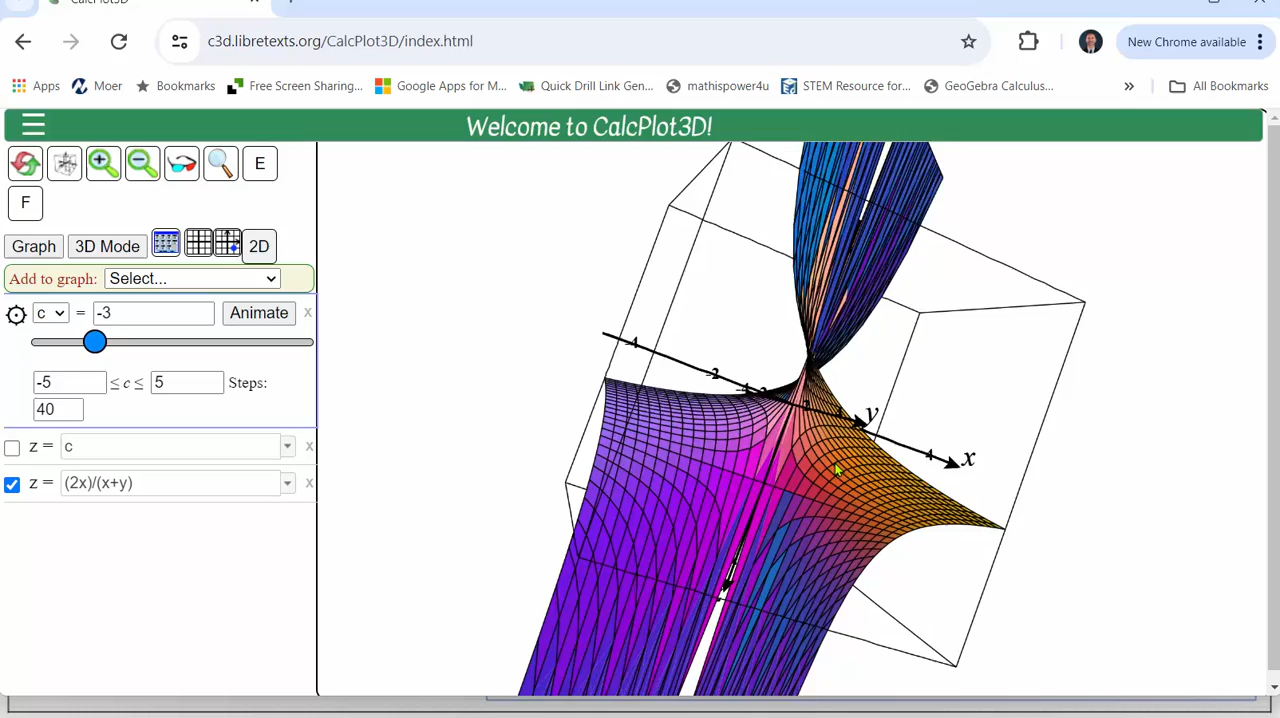 CalcPlot3D
c3d.libretexts.org/CalcPlot3D/index.html
New Chrome available
Apps Moer Bookmarks Free Screen Sharing... Google Apps for M... Quick Drill Link Gen... mathispower4u STEM Resource for... GeoGebra Calculus... » All Bookmarks
Welcome to CalcPlot3D!
E
F
Graph 3D Mode 2D
Add to graph: Select...
c = -3 Animate x
-5 ≤ c ≤ 5 Steps:
40
z = c x
z = (2x)/(x+y) x
-4
-2
y
4
x